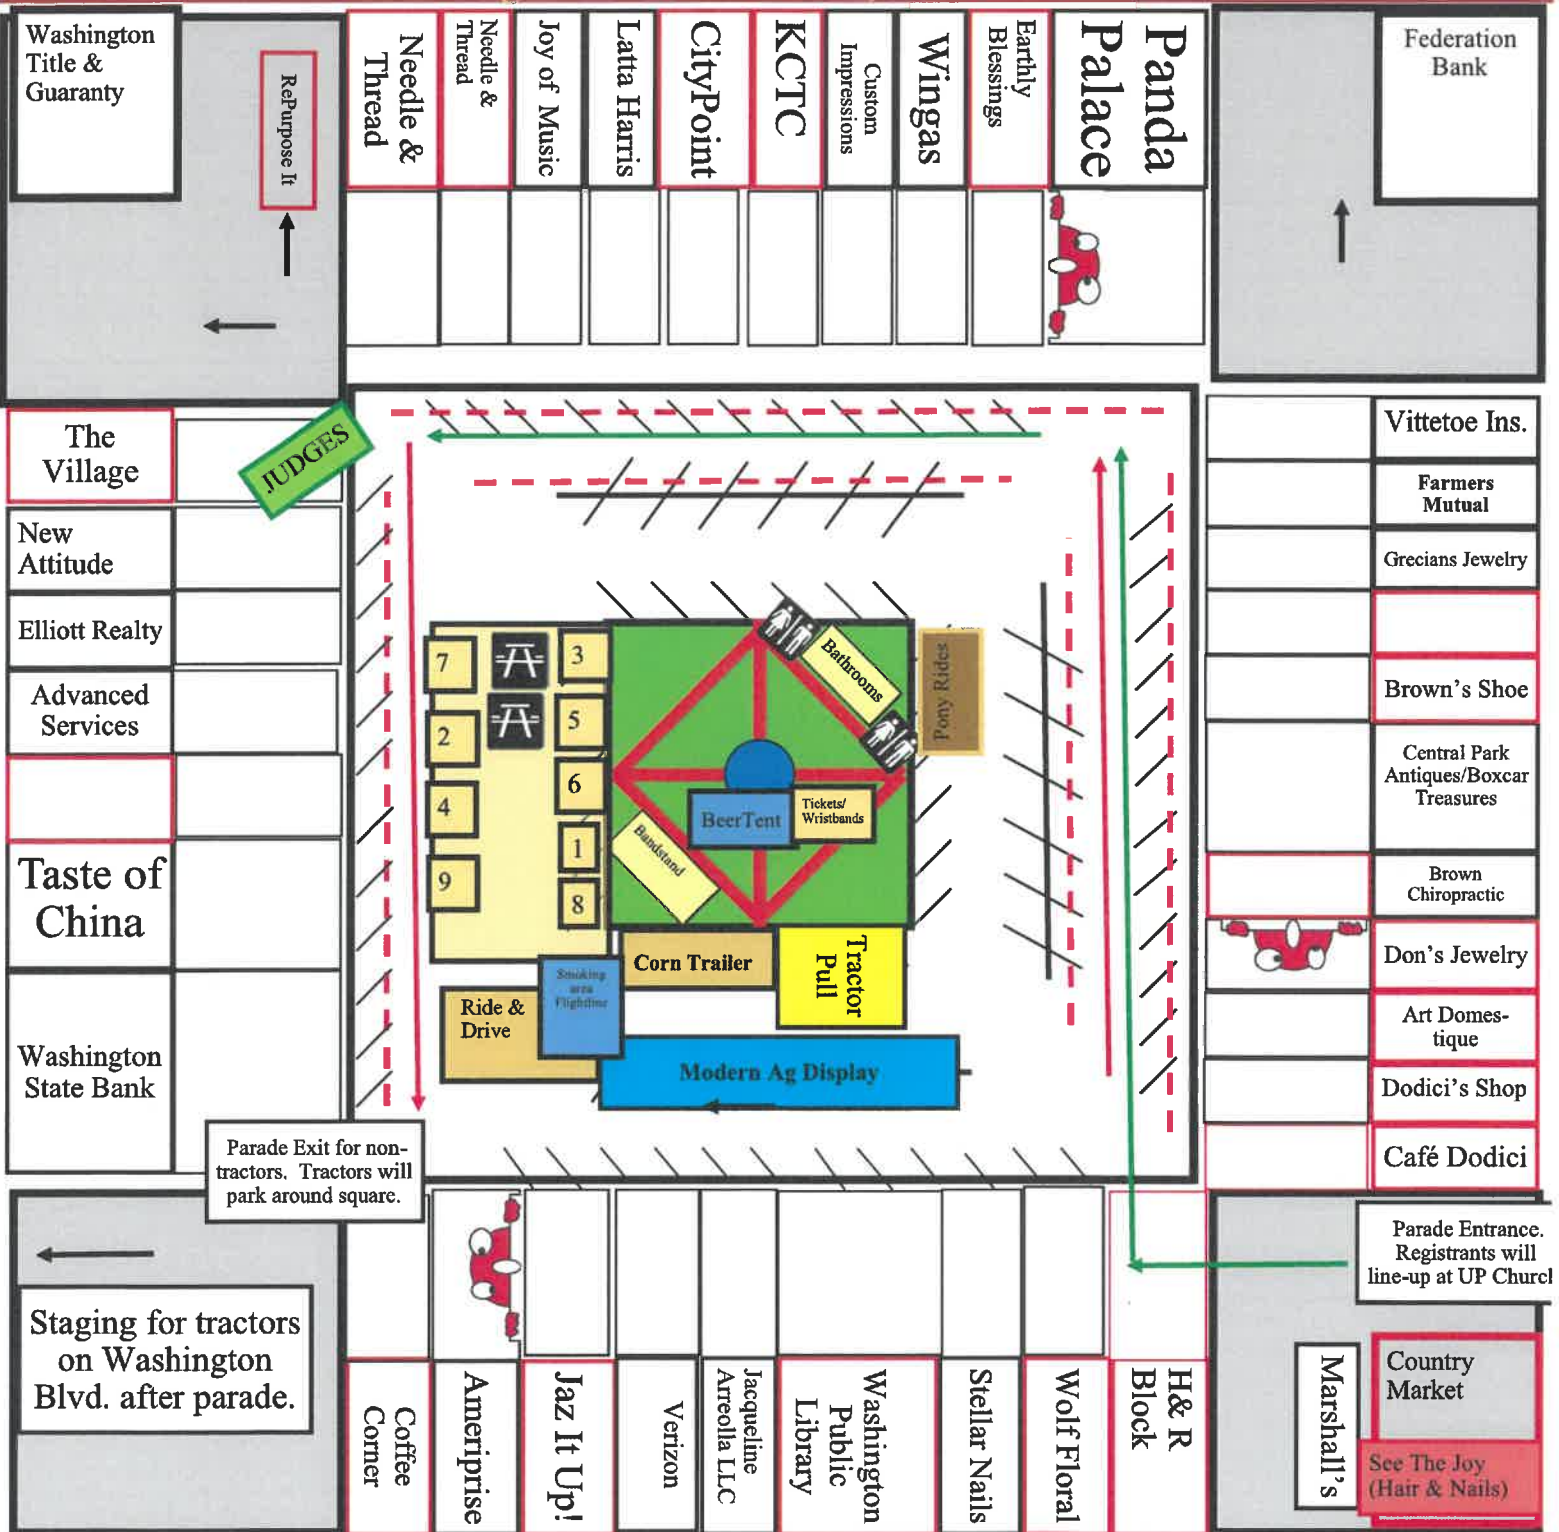 Washington
Title &
Guaranty
RePurpose It
Needle &
Thread
Needle &
Thread
Joy of Music
Latta Harris
CityPoint
KCTC
Custom
Impressions
Wingas
Earthly
Blessings
Panda
Palace
Federation
Bank
The
Village
New
Attitude
Elliott Realty
Advanced
Services
Taste of
China
Washington
State Bank
JUDGES
7
3
2
5
4
6
1
9
8
Bathrooms
Pony Rides
BeerTent
Tickets/
Wristbands
Bandstand
Corn Trailer
Tractor
Pull
Smoking
area
Flightline
Ride &
Drive
Modern Ag Display
Vittetoe Ins.
Farmers
Mutual
Grecians Jewelry
Brown's Shoe
Central Park
Antiques/Boxcar
Treasures
Brown
Chiropractic
Don's Jewelry
Art Domes-
tique
Dodici's Shop
Café Dodici
Parade Exit for non-
tractors. Tractors will
park around square.
Parade Entrance.
Registrants will
line-up at UP Churcl
Staging for tractors
on Washington
Blvd. after parade.
Coffee
Corner
Ameriprise
Jaz It Up!
Verizon
Jacqueline
Arreolla LLC
Washington
Public
Library
Stellar Nails
Wolf Floral
H& R
Block
Marshall's
Country
Market
See The Joy
(Hair & Nails)